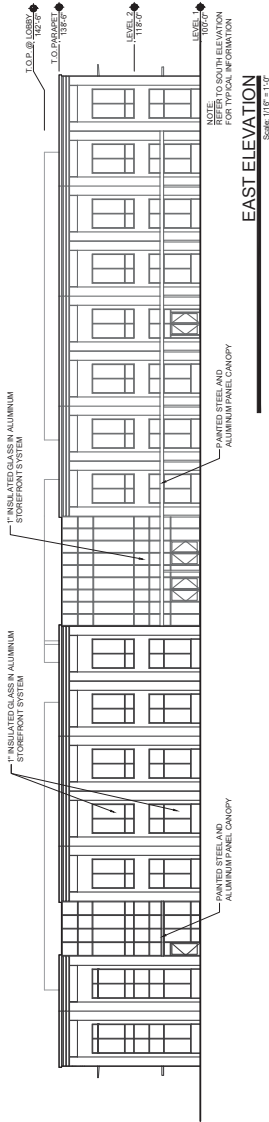 1" INSULATED GLASS IN ALUMINUM
STOREFRONT SYSTEM
1" INSULATED GLASS IN ALUMINUM
STOREFRONT SYSTEM
T.O.P. @ LOBBY
142'-6"
T.O. PARAPET
138'-6"
LEVEL 2
118'-0"
LEVEL 1
100'-0"
PAINTED STEEL AND
ALUMINUM PANEL CANOPY
PAINTED STEEL AND
ALUMINUM PANEL CANOPY
NOTE:
REFER TO SOUTH ELEVATION
FOR TYPICAL INFORMATION
EAST ELEVATION
Scale: 1/16" = 1'-0"